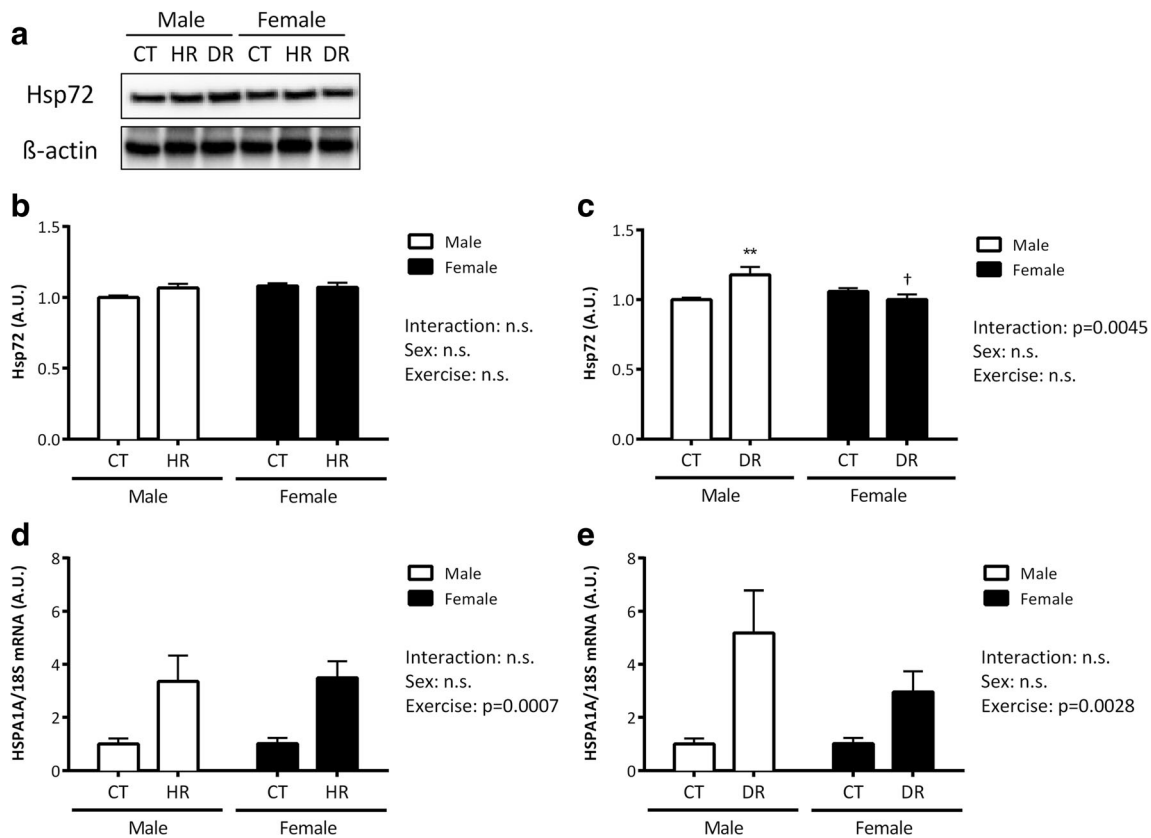 a
Male Female
CT HR DR CT HR DR
Hsp72
ß-actin
b
Hsp72 (A.U.)
1.5
1.0
0.5
0.0
CT HR CT HR
Male Female
Male
Female
Interaction: n.s.
Sex: n.s.
Exercise: n.s.
c
Hsp72 (A.U.)
1.5
1.0
0.5
0.0
**
†
CT DR CT DR
Male Female
Male
Female
Interaction: p=0.0045
Sex: n.s.
Exercise: n.s.
d
HSPA1A/18S mRNA (A.U.)
8
6
4
2
0
CT HR CT HR
Male Female
Male
Female
Interaction: n.s.
Sex: n.s.
Exercise: p=0.0007
e
HSPA1A/18S mRNA (A.U.)
8
6
4
2
0
CT DR CT DR
Male Female
Male
Female
Interaction: n.s.
Sex: n.s.
Exercise: p=0.0028